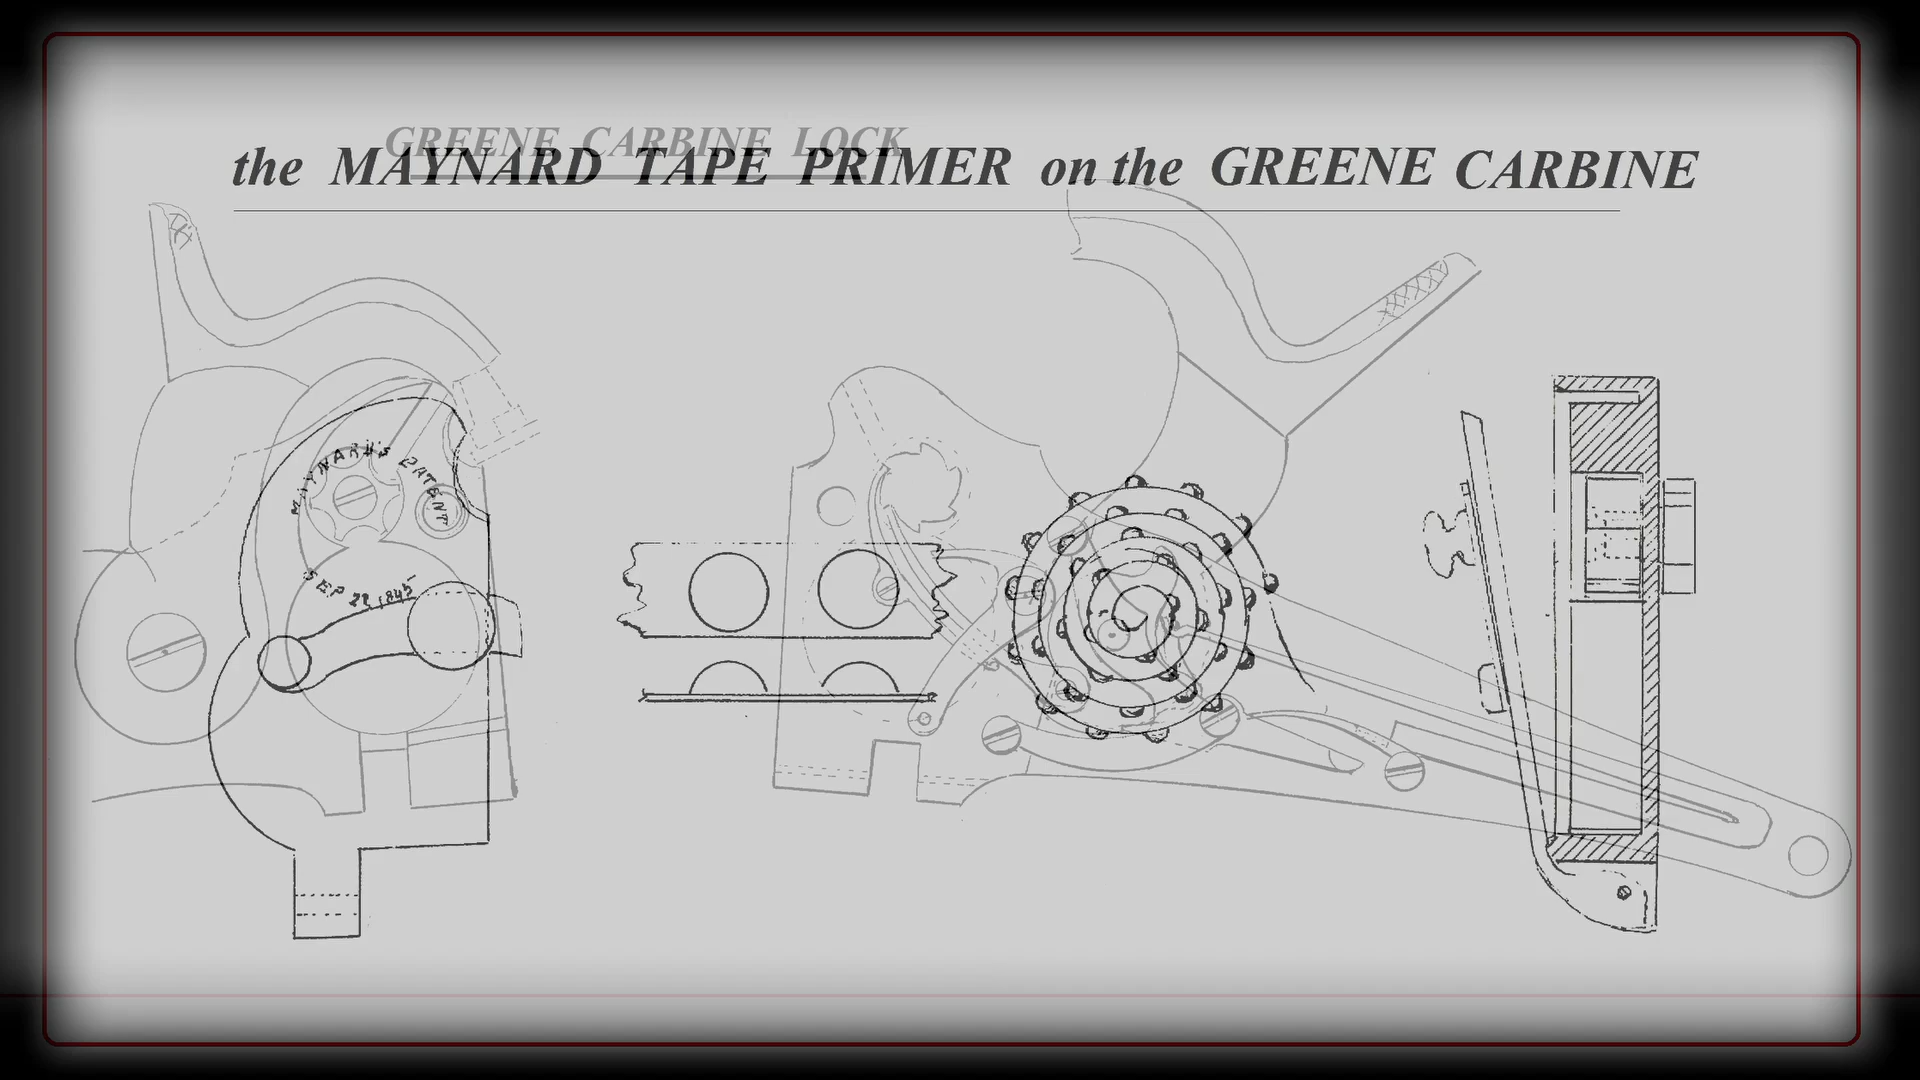 GREENE CARBINE LOCK
the MAYNARD TAPE PRIMER on the GREENE CARBINE
MAYNARD'S PATENT
SEP 22 1845